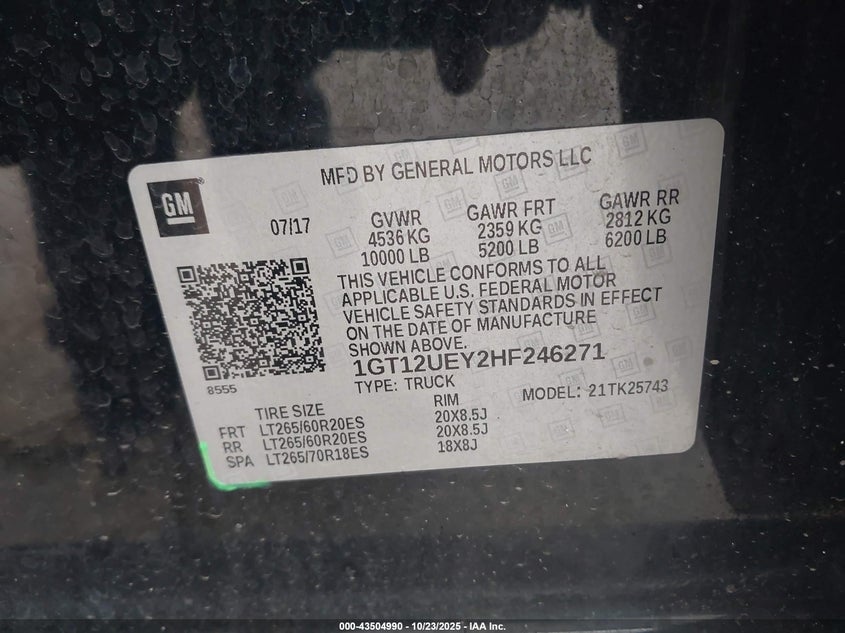 MFD BY GENERAL MOTORS LLC
GM
07/17
GVWR GAWR FRT GAWR RR
4536 KG 2359 KG 2812 KG
10000 LB 5200 LB 6200 LB
THIS VEHICLE CONFORMS TO ALL
APPLICABLE U.S. FEDERAL MOTOR
VEHICLE SAFETY STANDARDS IN EFFECT
ON THE DATE OF MANUFACTURE
SHOWN ABOVE.
1GT12UEY2HF246271
8555
TYPE: TRUCK MODEL: 21TK25743
TIRE SIZE RIM
FRT LT265/60R20ES 20X8.5J
RR LT265/60R20ES 20X8.5J
SPA LT265/70R18ES 18X8J
000-43504990 - 10/23/2025 - IAA Inc.